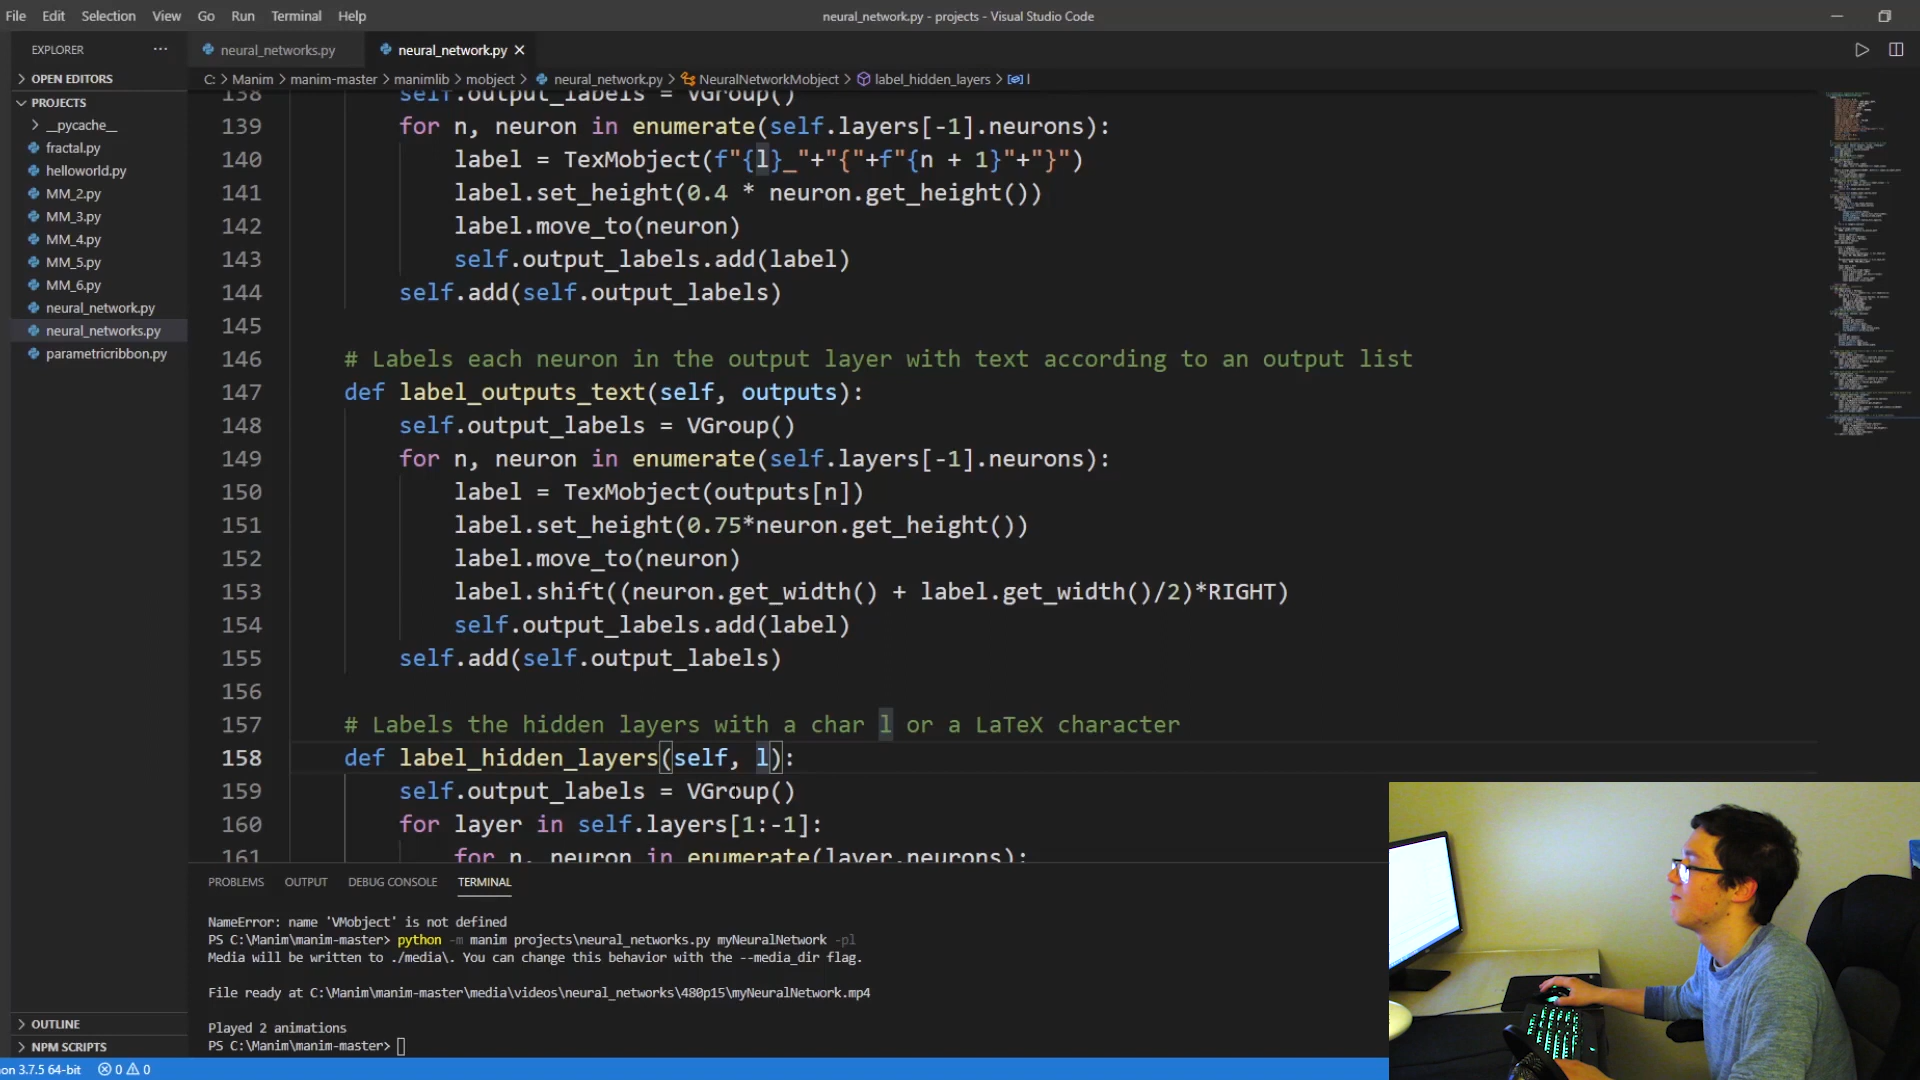 File Edit Selection View Go Run Terminal Help
neural_network.py - projects - Visual Studio Code
EXPLORER
neural_networks.py
neural_network.py
OPEN EDITORS
C: > Manim > manim-master > manimlib > mobject > neural_network.py > NeuralNetworkMobject > label_hidden_layers > l
PROJECTS
__pycache__
fractal.py
helloworld.py
MM_2.py
MM_3.py
MM_4.py
MM_5.py
MM_6.py
neural_network.py
neural_networks.py
parametricribbon.py
OUTLINE
NPM SCRIPTS
138 self.output_labels = VGroup()
139 for n, neuron in enumerate(self.layers[-1].neurons):
140 label = TexMobject(f"{l}_"+"{"+f"{n + 1}"+"}")
141 label.set_height(0.4 * neuron.get_height())
142 label.move_to(neuron)
143 self.output_labels.add(label)
144 self.add(self.output_labels)
145
146 # Labels each neuron in the output layer with text according to an output list
147 def label_outputs_text(self, outputs):
148 self.output_labels = VGroup()
149 for n, neuron in enumerate(self.layers[-1].neurons):
150 label = TexMobject(outputs[n])
151 label.set_height(0.75*neuron.get_height())
152 label.move_to(neuron)
153 label.shift((neuron.get_width() + label.get_width()/2)*RIGHT)
154 self.output_labels.add(label)
155 self.add(self.output_labels)
156
157 # Labels the hidden layers with a char l or a LaTeX character
158 def label_hidden_layers(self, l):
159 self.output_labels = VGroup()
160 for layer in self.layers[1:-1]:
161 for n, neuron in enumerate(layer.neurons):
PROBLEMS OUTPUT DEBUG CONSOLE TERMINAL
NameError: name 'VMobject' is not defined
PS C:\Manim\manim-master> python -m manim projects\neural_networks.py myNeuralNetwork -pl
Media will be written to ./media\. You can change this behavior with the --media_dir flag.
File ready at C:\Manim\manim-master\media\videos\neural_networks\480p15\myNeuralNetwork.mp4
Played 2 animations
PS C:\Manim\manim-master>
on 3.7.5 64-bit 0 0